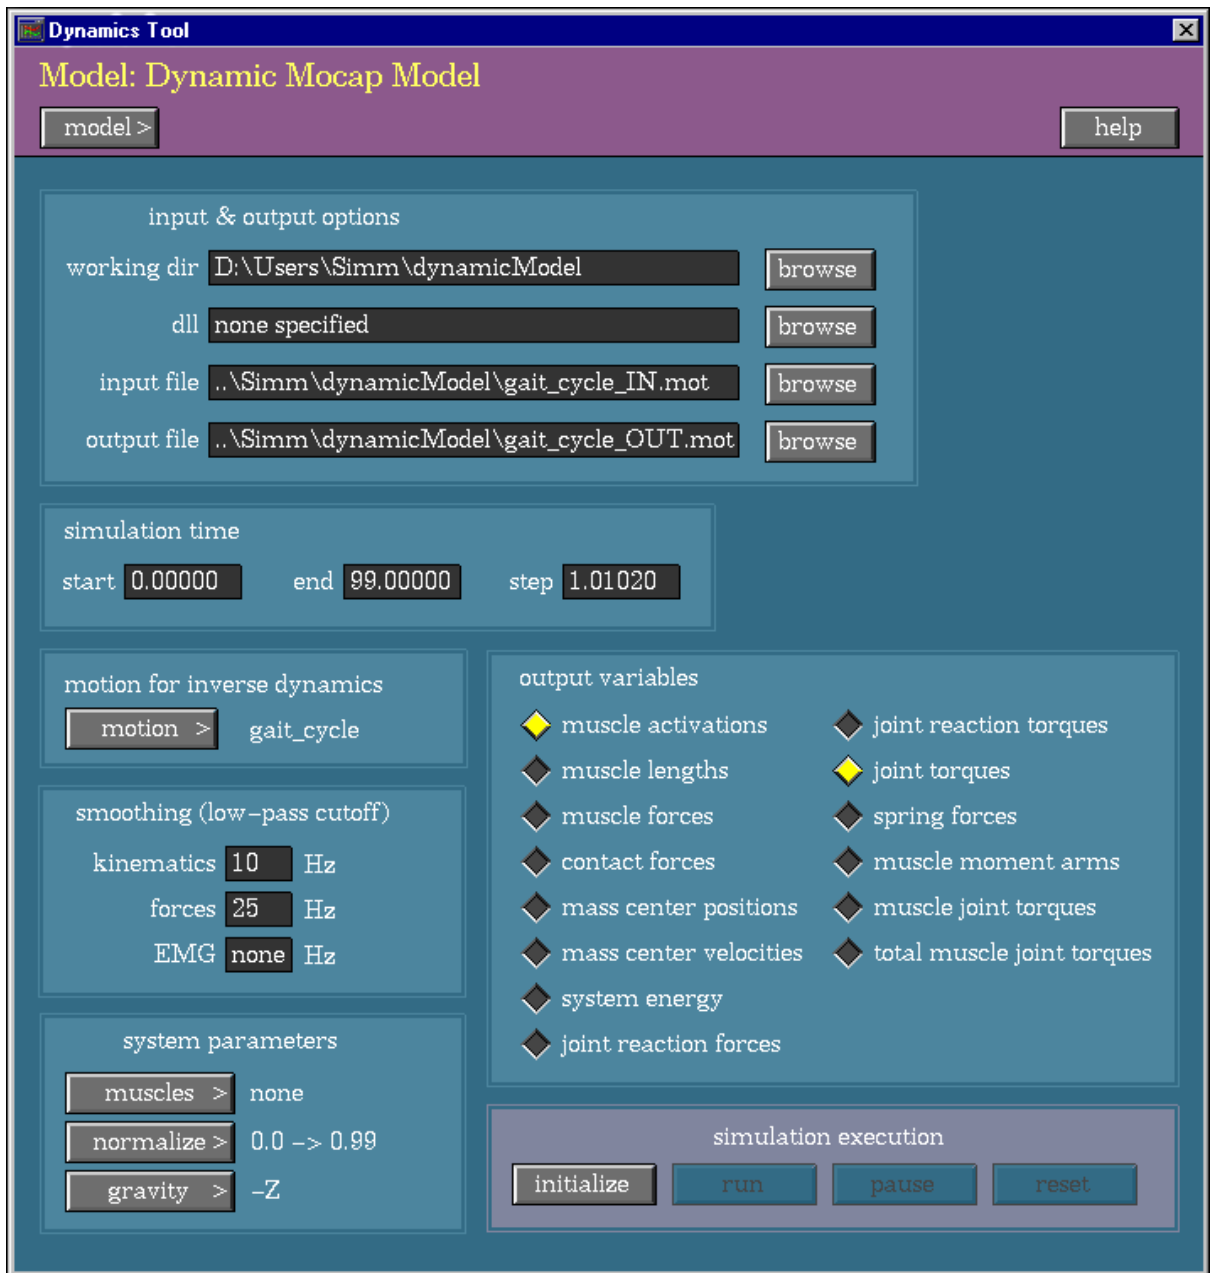 Dynamics Tool
Model: Dynamic Mocap Model
model >
help
input & output options
working dir D:\Users\Simm\dynamicModel browse
dll none specified browse
input file ..\Simm\dynamicModel\gait_cycle_IN.mot browse
output file ..\Simm\dynamicModel\gait_cycle_OUT.mot browse
simulation time
start 0.00000 end 99.00000 step 1.01020
motion for inverse dynamics
motion > gait_cycle
smoothing (low-pass cutoff)
kinematics 10 Hz
forces 25 Hz
EMG none Hz
system parameters
muscles > none
normalize > 0.0 -> 0.99
gravity > -Z
output variables
muscle activations
muscle lengths
muscle forces
contact forces
mass center positions
mass center velocities
system energy
joint reaction forces
joint reaction torques
joint torques
spring forces
muscle moment arms
muscle joint torques
total muscle joint torques
simulation execution
initialize run pause reset